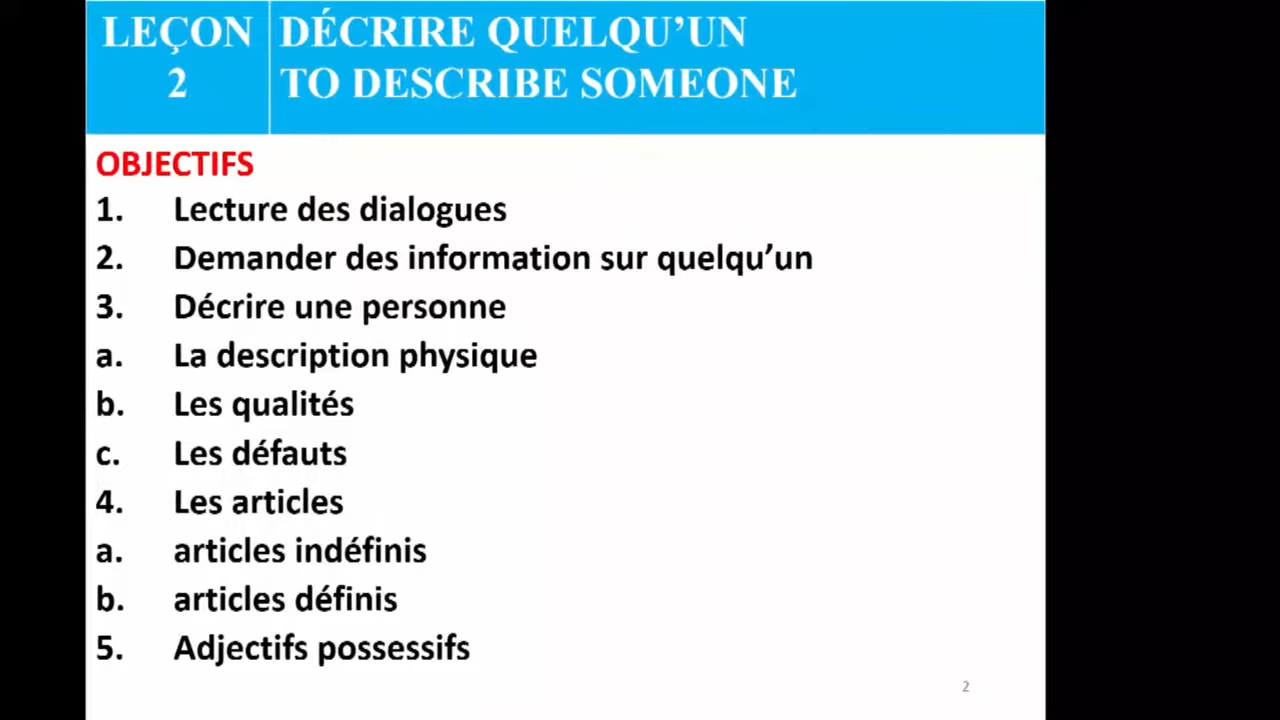 LEÇON
2
DÉCRIRE QUELQU’UN
TO DESCRIBE SOMEONE
OBJECTIFS
1. Lecture des dialogues
2. Demander des information sur quelqu’un
3. Décrire une personne
a. La description physique
b. Les qualités
c. Les défauts
4. Les articles
a. articles indéfinis
b. articles définis
5. Adjectifs possessifs
2